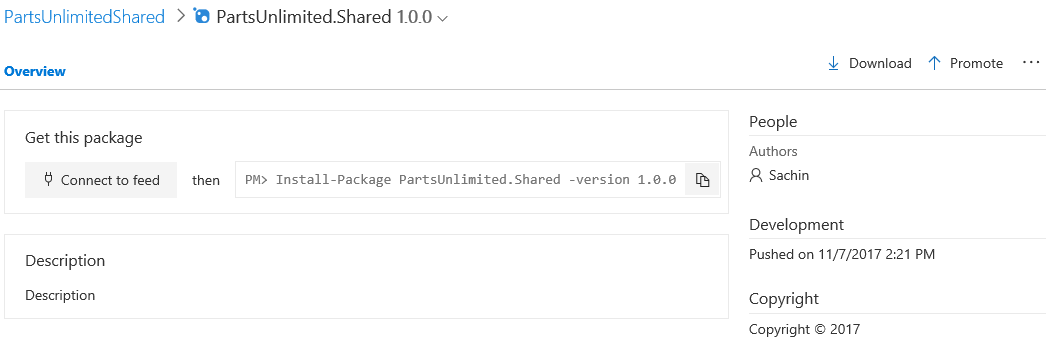 PartsUnlimitedShared > PartsUnlimited.Shared 1.0.0
Overview
Download Promote ...
Get this package
Connect to feed then PM> Install-Package PartsUnlimited.Shared -version 1.0.0
Description
Description
People
Authors
Sachin
Development
Pushed on 11/7/2017 2:21 PM
Copyright
Copyright © 2017